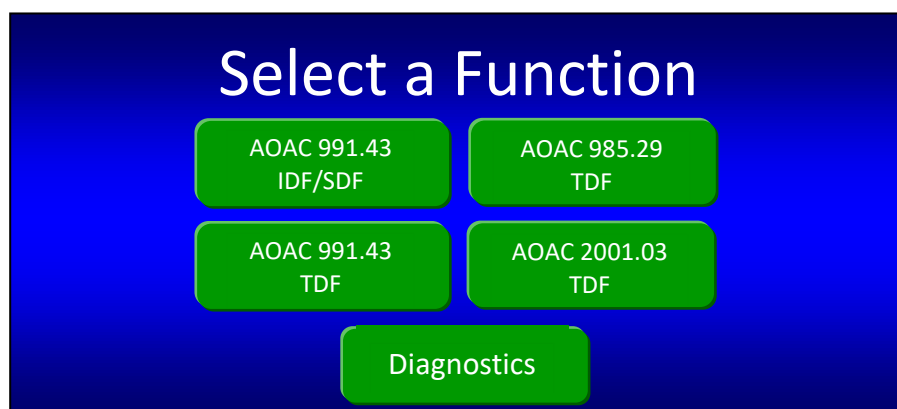 Select a Function
AOAC 991.43
IDF/SDF
AOAC 985.29
TDF
AOAC 991.43
TDF
AOAC 2001.03
TDF
Diagnostics